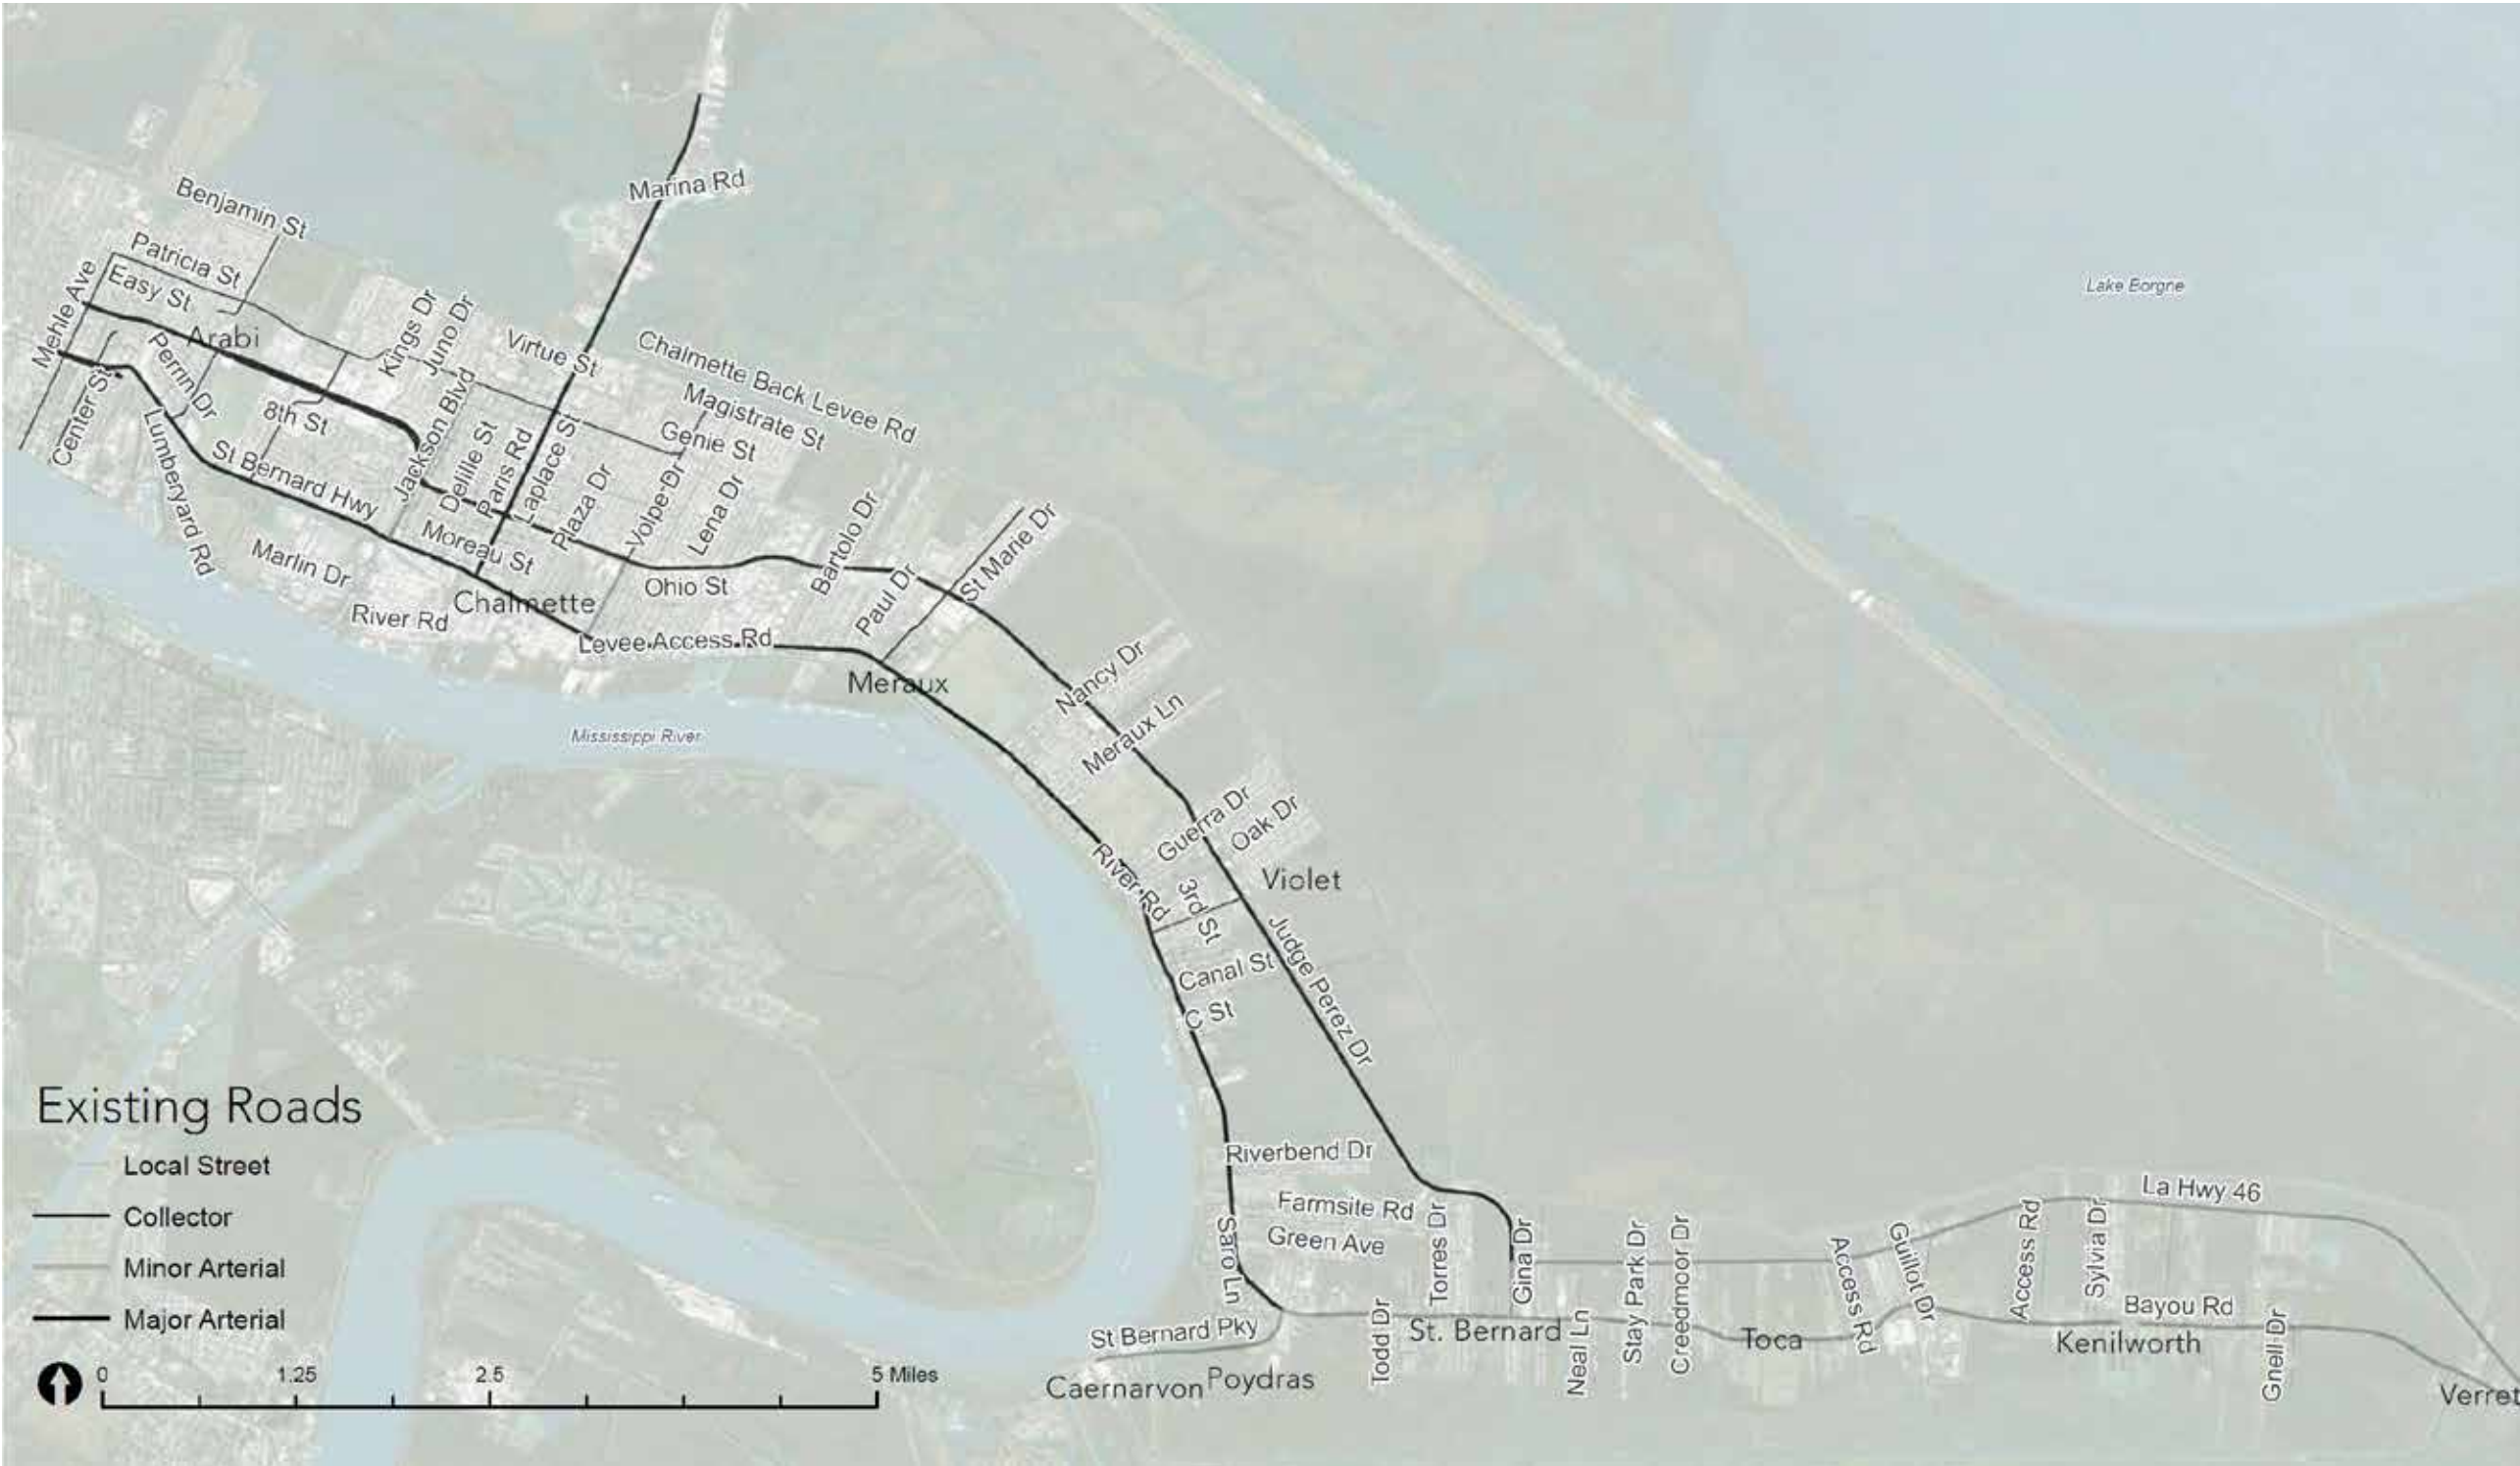 Marina Rd
Benjamin St
Patricia St
Easy St
Mehle Ave
Arabi
Kings Dr
Juno Dr
Virtue St
Chalmette Back Levee Rd
Lake Borgne
Perrin Dr
Center St
8th St
Jackson Blvd
Delille St
Paris Rd
Laplace St
Plaza Dr
Magistrate St
Genie St
Volpe Dr
Lena Dr
Bartolo Dr
Lumberyard Rd
St Bernard Hwy
Marlin Dr
Moreau St
Ohio St
Paul Dr
St Marie Dr
River Rd
Chalmette
Levee Access Rd
Meraux
Mississippi River
Nancy Dr
Meraux Ln
Guerra Dr
Oak Dr
River Rd
3rd St
Violet
Canal St
Judge Perez Dr
C St
Riverbend Dr
Farmsite Rd
Green Ave
Saro Ln
Torres Dr
Gina Dr
Stay Park Dr
Creedmoor Dr
Access Rd
Guillot Dr
Access Rd
Sylvia Dr
La Hwy 46
St Bernard Pky
Todd Dr
St. Bernard
Neal Ln
Toca
Bayou Rd
Kenilworth
Gnell Dr
Caernarvon
Poydras
Verret
Existing Roads
Local Street
Collector
Minor Arterial
Major Arterial
0 1.25 2.5 5 Miles